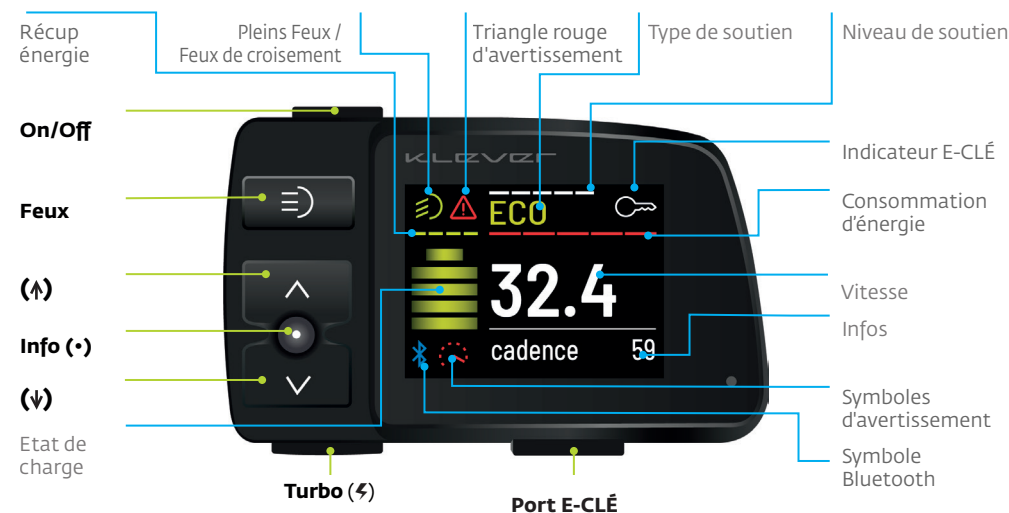 Récup
énergie
Pleins Feux /
Feux de croisement
Triangle rouge
d'avertissement
Type de soutien
Niveau de soutien
On/Off
Feux
(↑)
Info (•)
(↓)
Etat de
charge
KLEVER
ECO
32.4
cadence 59
Indicateur E-CLÉ
Consommation
d'énergie
Vitesse
Infos
Symboles
d'avertissement
Symbole
Bluetooth
Turbo (⚡)
Port E-CLÉ